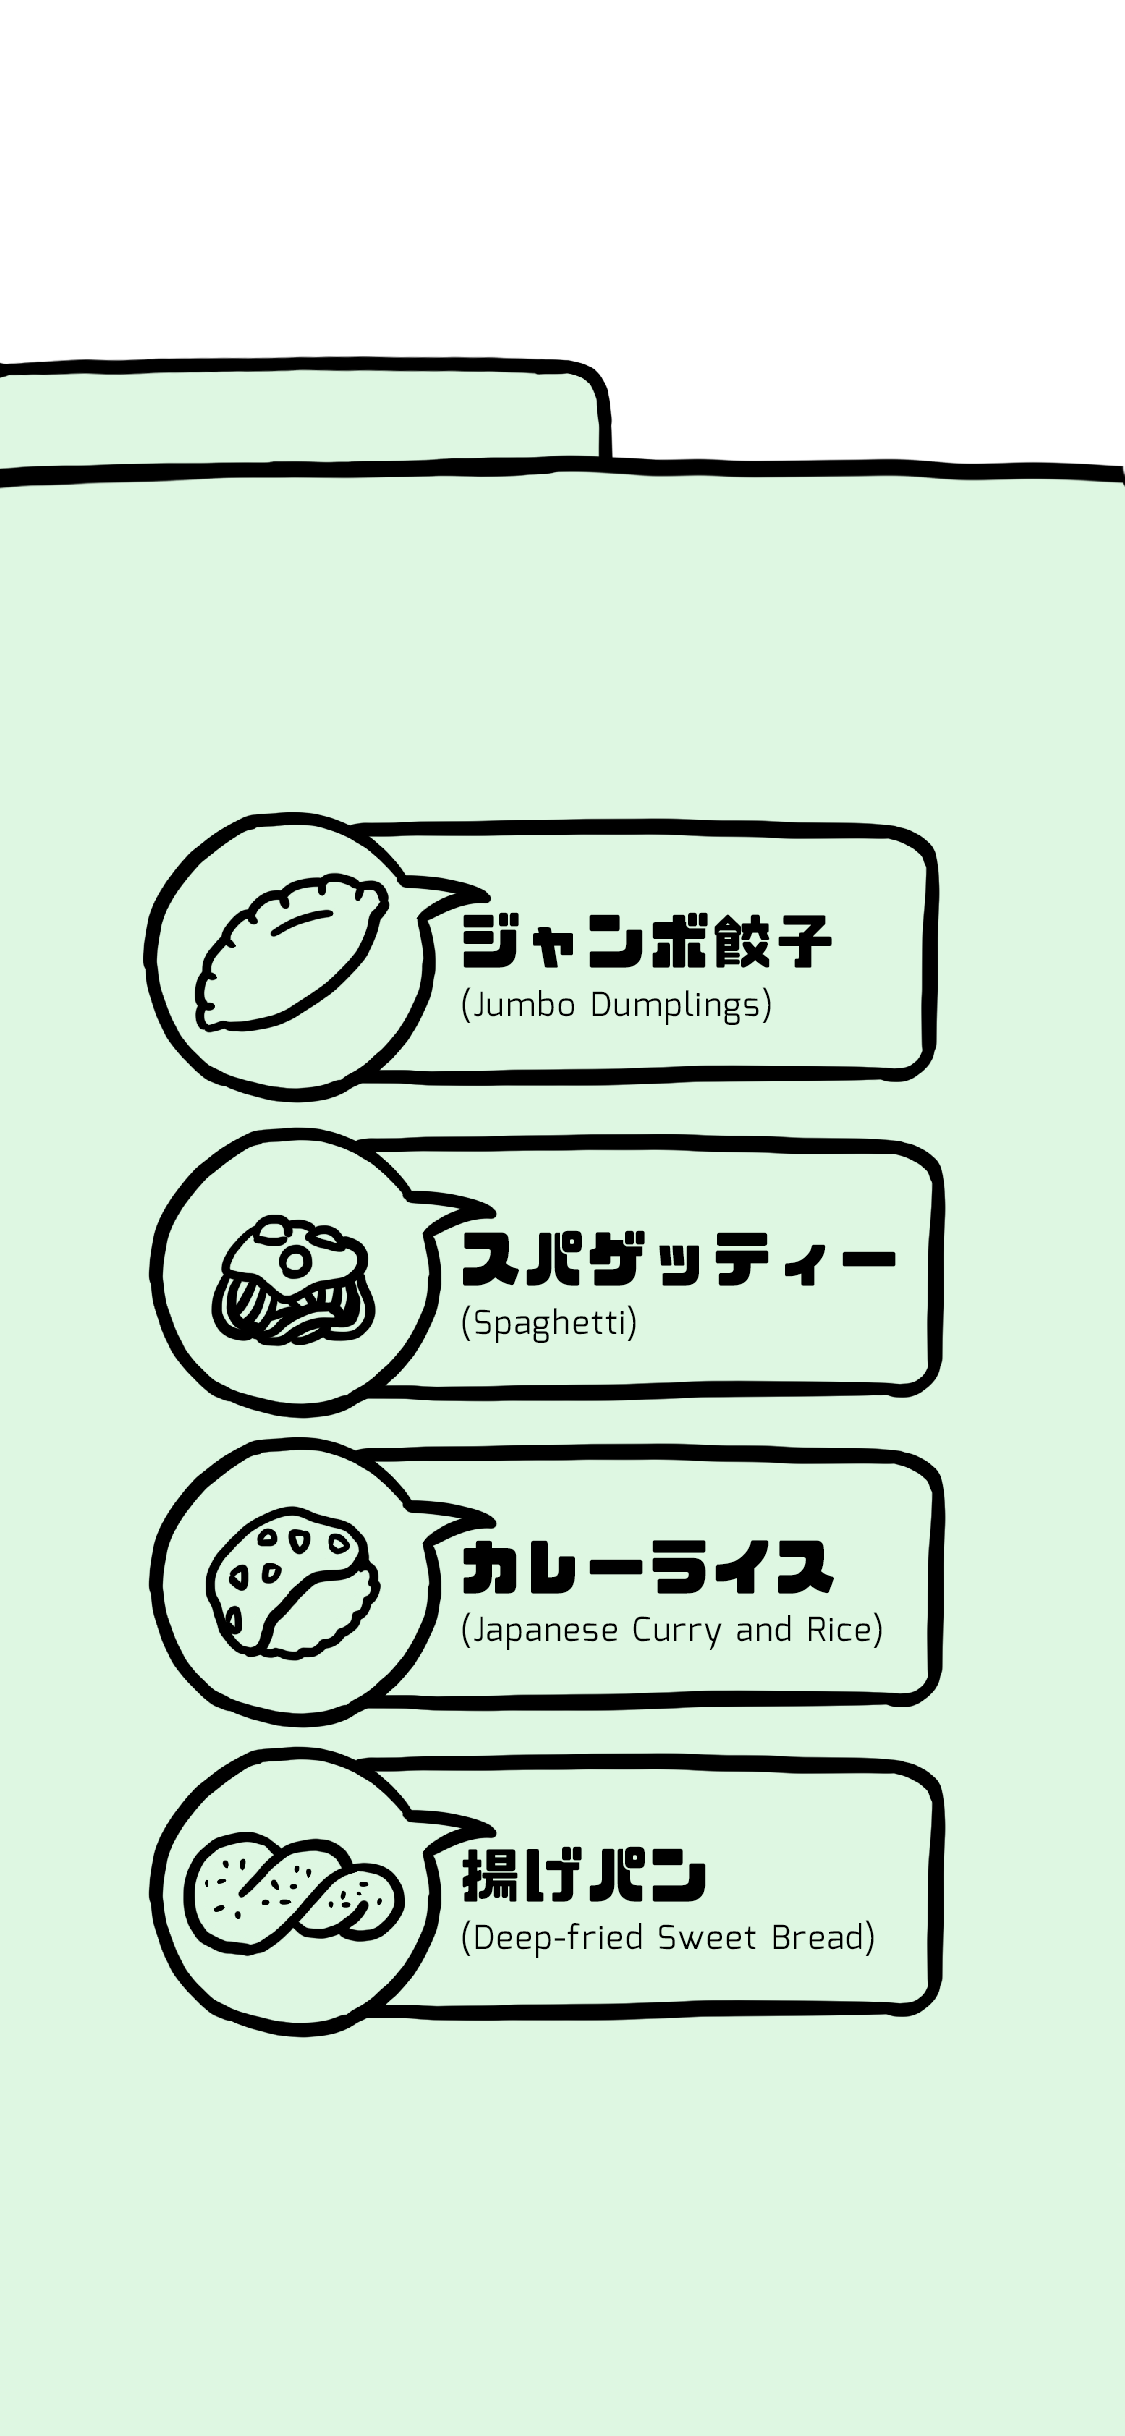 ジャンボ餃子
(Jumbo Dumplings)
スパゲッティー
(Spaghetti)
カレーライス
(Japanese Curry and Rice)
揚げパン
(Deep-fried Sweet Bread)